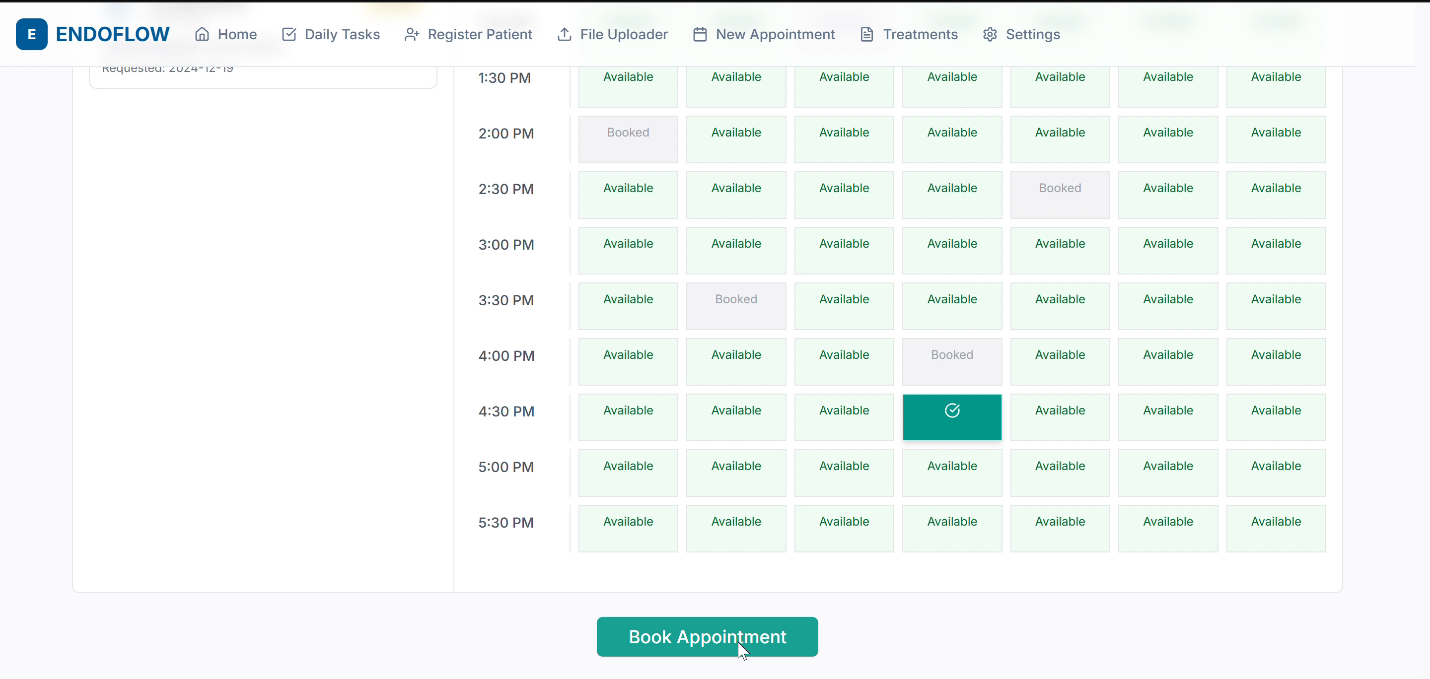 E ENDOFLOW Home Daily Tasks Register Patient File Uploader New Appointment Treatments Settings
Requested: 2024-12-19
1:30 PM Available Available Available Available Available Available Available
2:00 PM Booked Available Available Available Available Available Available
2:30 PM Available Available Available Available Booked Available Available
3:00 PM Available Available Available Available Available Available Available
3:30 PM Available Booked Available Available Available Available Available
4:00 PM Available Available Available Booked Available Available Available
4:30 PM Available Available Available Available Available Available
5:00 PM Available Available Available Available Available Available Available
5:30 PM Available Available Available Available Available Available Available
Book Appointment